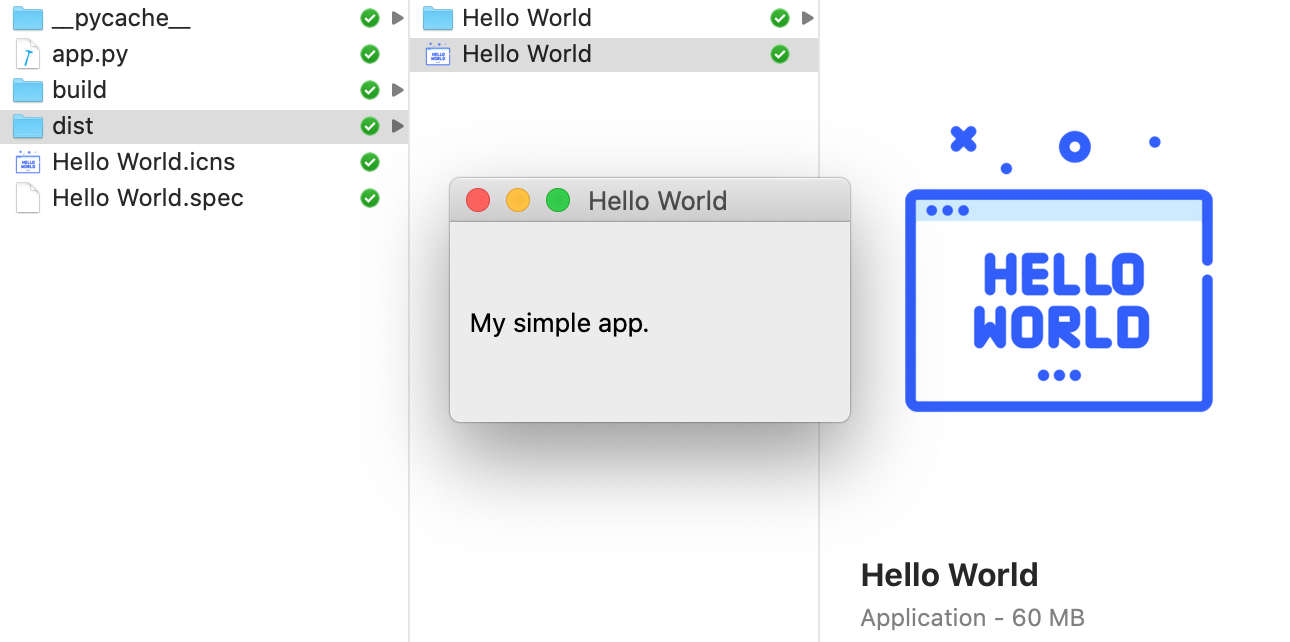 __pycache__
app.py
build
dist
Hello World.icns
Hello World.spec
Hello World
Hello World
Hello World
My simple app.
HELLO
WORLD
Hello World
Application - 60 MB